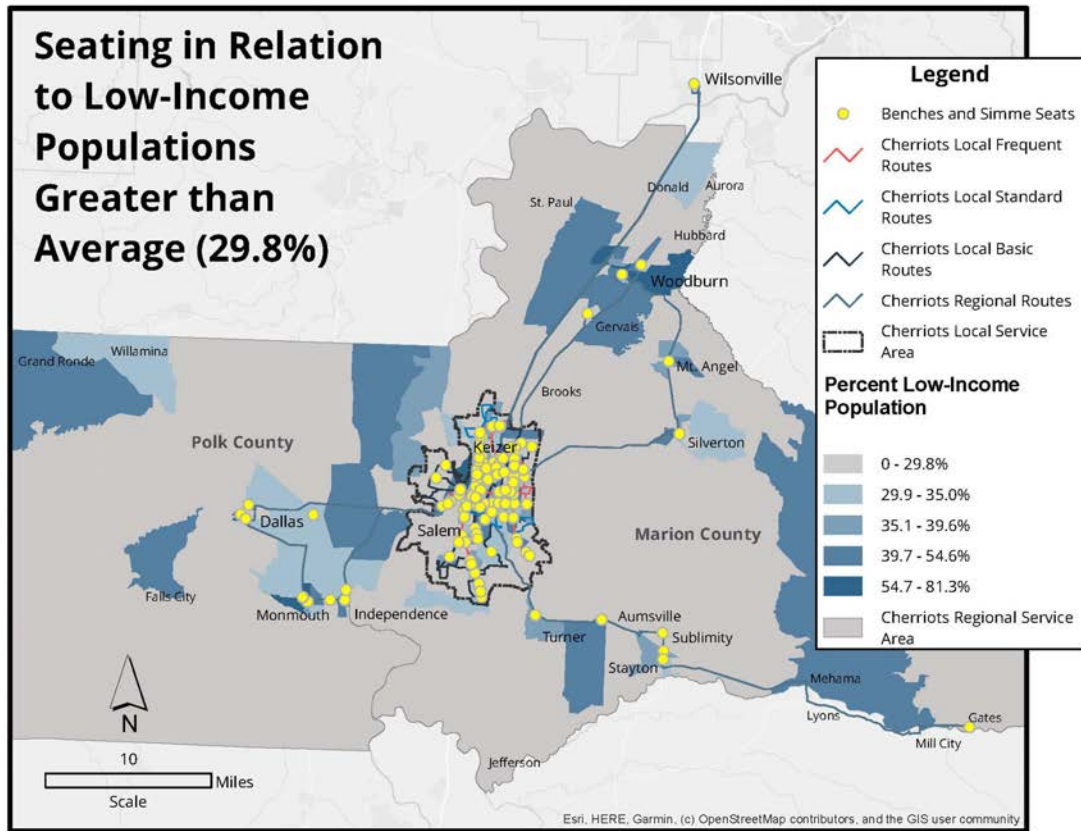 Seating in Relation
to Low-Income
Populations
Greater than
Average (29.8%)
Wilsonville
Donald
Aurora
St. Paul
Hubbard
Woodburn
Gervais
Mt. Angel
Brooks
Silverton
Grand Ronde
Willamina
Polk County
Keizer
Salem
Marion County
Dallas
Falls City
Monmouth
Independence
Aumsville
Turner
Sublimity
Stayton
Mehama
Lyons
Gates
Mill City
Jefferson
N
10
Miles
Scale
Legend
Benches and Simme Seats
Cherriots Local Frequent
Routes
Cherriots Local Standard
Routes
Cherriots Local Basic
Routes
Cherriots Regional Routes
Cherriots Local Service
Area
Percent Low-Income
Population
0 - 29.8%
29.9 - 35.0%
35.1 - 39.6%
39.7 - 54.6%
54.7 - 81.3%
Cherriots Regional Service
Area
Esri, HERE, Garmin, (c) OpenStreetMap contributors, and the GIS user community